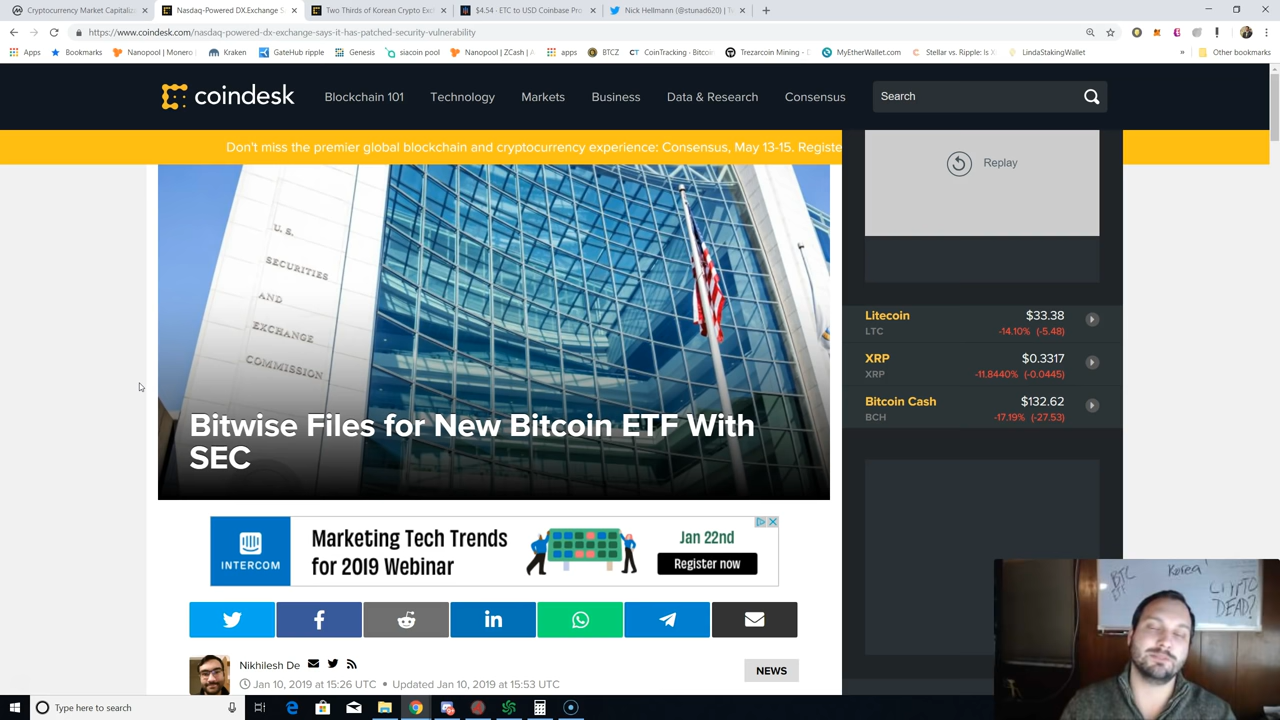 Cryptocurrency Market Capitaliz
Nasdaq-Powered DX.Exchange S
Two Thirds of Korean Crypto Exc
$4.54 · ETC to USD Coinbase Pro
Nick Hellmann (@stunad620) | T
https://www.coindesk.com/nasdaq-powered-dx-exchange-says-it-has-patched-security-vulnerability
Apps Bookmarks Nanopool | Monero Kraken GateHub ripple Genesis siacoin pool Nanopool | ZCash | A apps BTCZ CoinTracking · Bitcoin Trezarcoin Mining - D MyEtherWallet.com Stellar vs. Ripple: Is X LindaStakingWallet » Other bookmarks
coindesk Blockchain 101 Technology Markets Business Data & Research Consensus Search
Don't miss the premier global blockchain and cryptocurrency experience: Consensus, May 13-15. Registe
Replay
U.S.
SECURITIES
AND
EXCHANGE
COMMISSION
Bitwise Files for New Bitcoin ETF With
SEC
Litecoin $33.38
LTC -14.10% (-5.48)
XRP $0.3317
XRP -11.8440% (-0.0445)
Bitcoin Cash $132.62
BCH -17.19% (-27.53)
INTERCOM
Marketing Tech Trends
for 2019 Webinar
Jan 22nd
Register now
Nikhilesh De
Jan 10, 2019 at 15:26 UTC • Updated Jan 10, 2019 at 15:53 UTC
NEWS
BTC
Korea!
CRYPTO
DEAD?
Type here to search